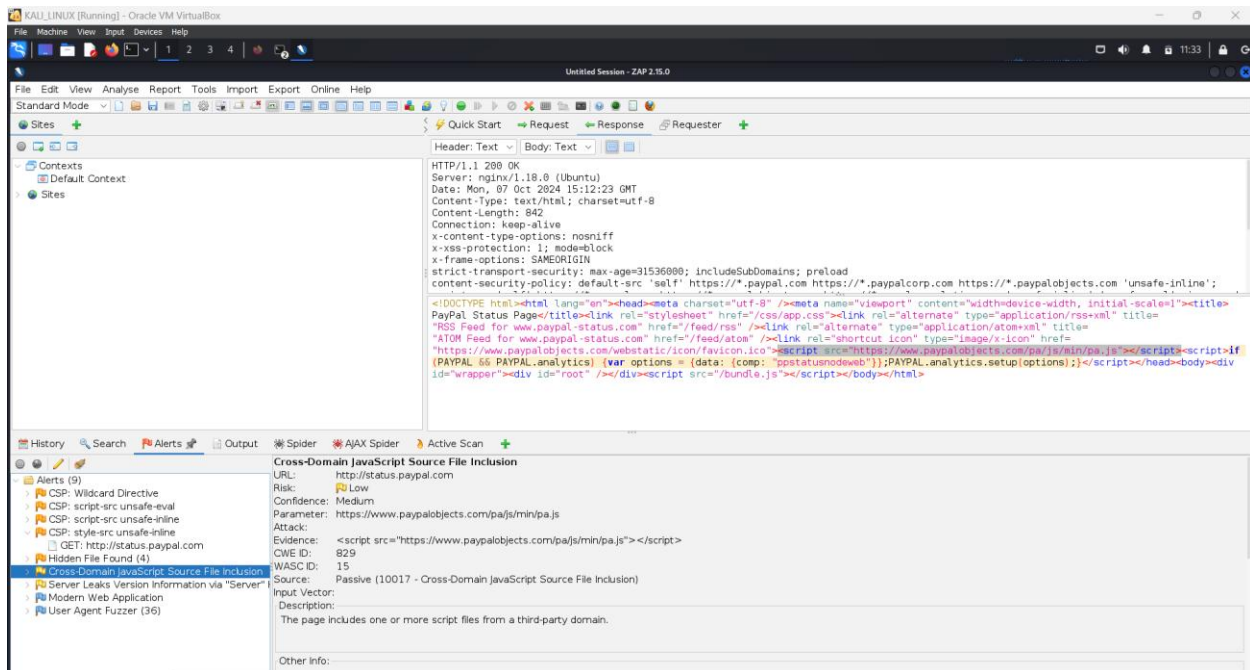 KALI_LINUX [Running] - Oracle VM VirtualBox
File Machine View Input Devices Help
1 2 3 4
11:33
Untitled Session - ZAP 2.15.0
File Edit View Analyse Report Tools Import Export Online Help
Standard Mode
Sites
Quick Start Request Response Requester
Header: Text Body: Text
Contexts
Default Context
Sites
HTTP/1.1 200 OK
Server: nginx/1.18.0 (Ubuntu)
Date: Mon, 07 Oct 2024 15:12:23 GMT
Content-Type: text/html; charset=utf-8
Content-Length: 842
Connection: keep-alive
x-content-type-options: nosniff
x-xss-protection: 1; mode=block
x-frame-options: SAMEORIGIN
strict-transport-security: max-age=31536000; includeSubDomains; preload
content-security-policy: default-src 'self' https://*.paypal.com https://*.paypalcorp.com https://*.paypalobjects.com 'unsafe-inline';
<!DOCTYPE html><html lang="en"><head><meta charset="utf-8" /><meta name="viewport" content="width=device-width, initial-scale=1"><title>
PayPal Status Page</title><link rel="stylesheet" href="/css/app.css"><link rel="alternate" type="application/rss+xml" title=
"RSS Feed for www.paypal-status.com" href="/feed/rss" /><link rel="alternate" type="application/atom+xml" title=
"ATOM Feed for www.paypal-status.com" href="/feed/atom" /><link rel="shortcut icon" type="image/x-icon" href=
"https://www.paypalobjects.com/webstatic/icon/favicon.ico"><script src="https://www.paypalobjects.com/pa/js/min/pa.js"></script><script>if
(PAYPAL && PAYPAL.analytics) {var options = {data: {comp: "ppstatusnodeweb"}};PAYPAL.analytics.setup(options);}</script></head><body><div
id="wrapper"><div id="root" /></div><script src="/bundle.js"></script></body></html>
History Search Alerts Output Spider AJAX Spider Active Scan
Alerts (9)
CSP: Wildcard Directive
CSP: script-src unsafe-eval
CSP: script-src unsafe-inline
CSP: style-src unsafe-inline
GET: http://status.paypal.com
Hidden File Found (4)
Cross-Domain JavaScript Source File Inclusion
Server Leaks Version Information via "Server"
Modern Web Application
User Agent Fuzzer (36)
Cross-Domain JavaScript Source File Inclusion
URL: http://status.paypal.com
Risk: Low
Confidence: Medium
Parameter: https://www.paypalobjects.com/pa/js/min/pa.js
Attack:
Evidence: <script src="https://www.paypalobjects.com/pa/js/min/pa.js"></script>
CWE ID: 829
WASC ID: 15
Source: Passive (10017 - Cross-Domain JavaScript Source File Inclusion)
Input Vector:
Description:
The page includes one or more script files from a third-party domain.
Other Info: